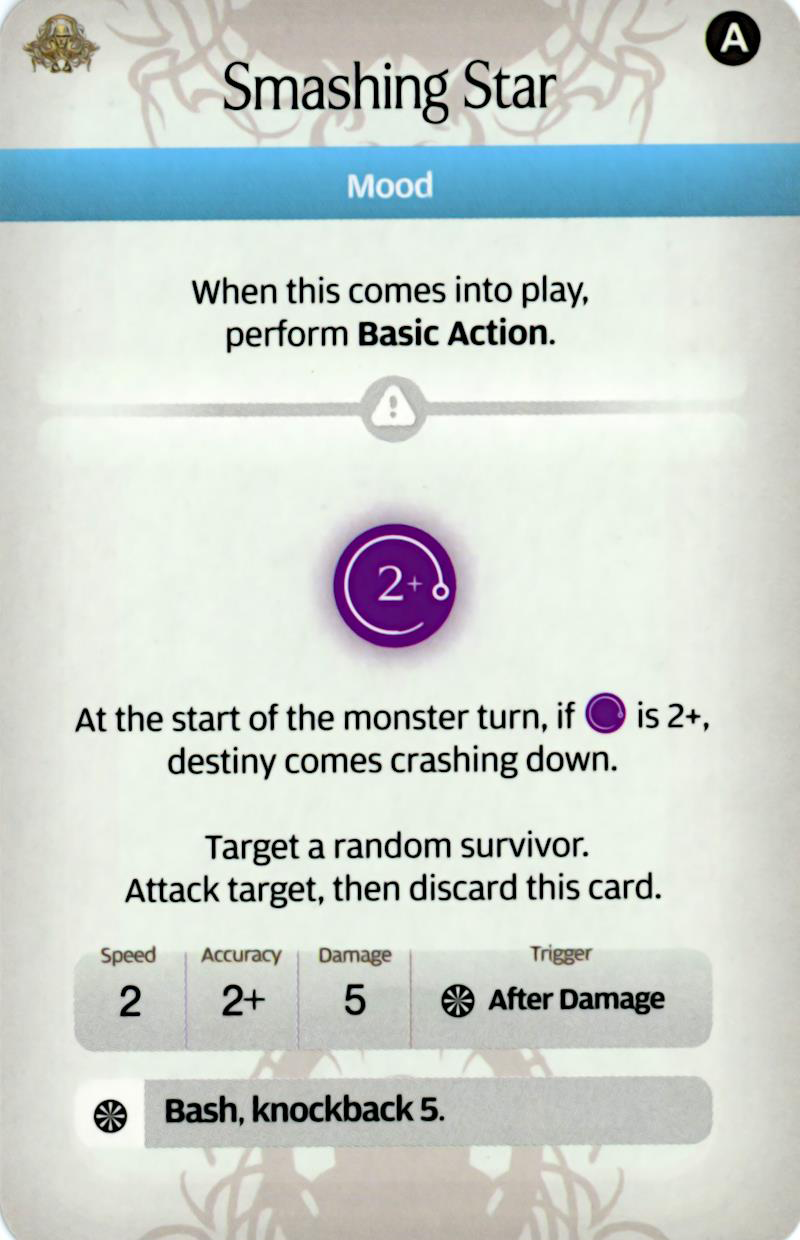 A
Smashing Star
Mood
When this comes into play,
perform Basic Action.
2+
At the start of the monster turn, if is 2+,
destiny comes crashing down.
Target a random survivor.
Attack target, then discard this card.
Speed Accuracy Damage Trigger
2 2+ 5 After Damage
Bash, knockback 5.